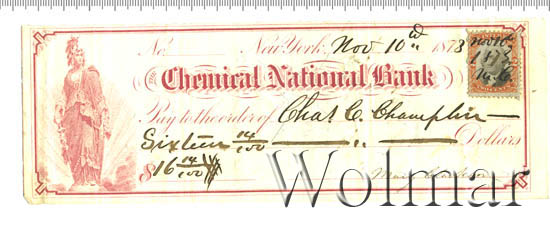 No. New York, Nov 10th 1873
The Chemical National Bank
Pay to the order of Chas C. Champlin
Sixteen 14/100 Dollars
$16 14/100
Wolmar